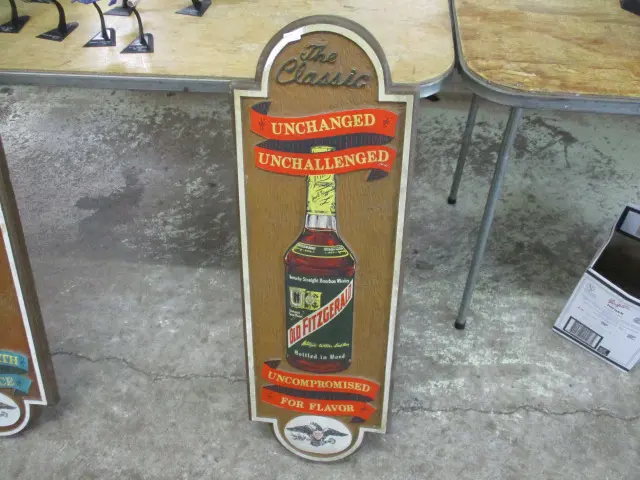 The
Classic
UNCHANGED
UNCHALLENGED
Kentucky Straight Bourbon Whiskey
OLD FITZGERALD
Bottled in Bond
UNCOMPROMISED
FOR FLAVOR